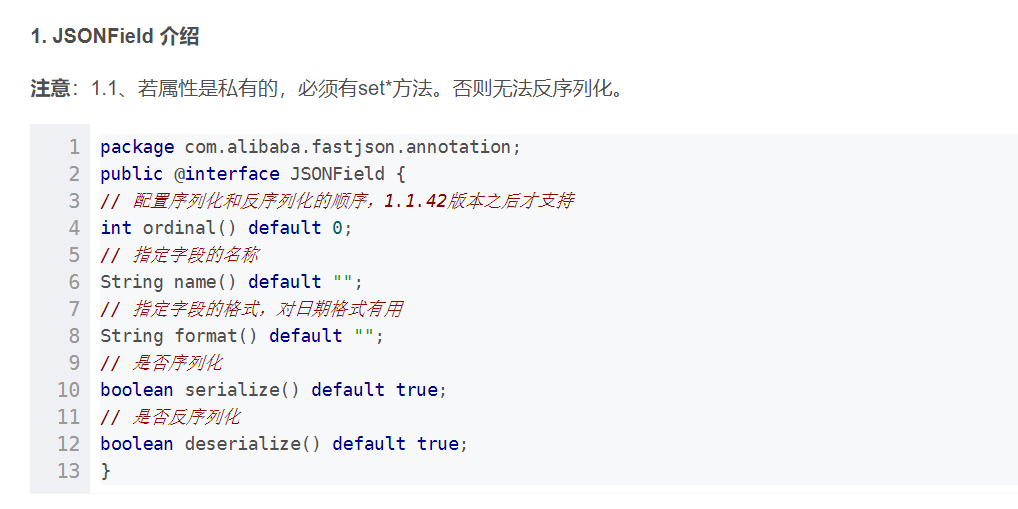 1. JSONField 介绍
注意：1.1、若属性是私有的，必须有set*方法。否则无法反序列化。
1 package com.alibaba.fastjson.annotation;
2 public @interface JSONField {
3 // 配置序列化和反序列化的顺序，1.1.42版本之后才支持
4 int ordinal() default 0;
5 // 指定字段的名称
6 String name() default "";
7 // 指定字段的格式，对日期格式有用
8 String format() default "";
9 // 是否序列化
10 boolean serialize() default true;
11 // 是否反序列化
12 boolean deserialize() default true;
13 }